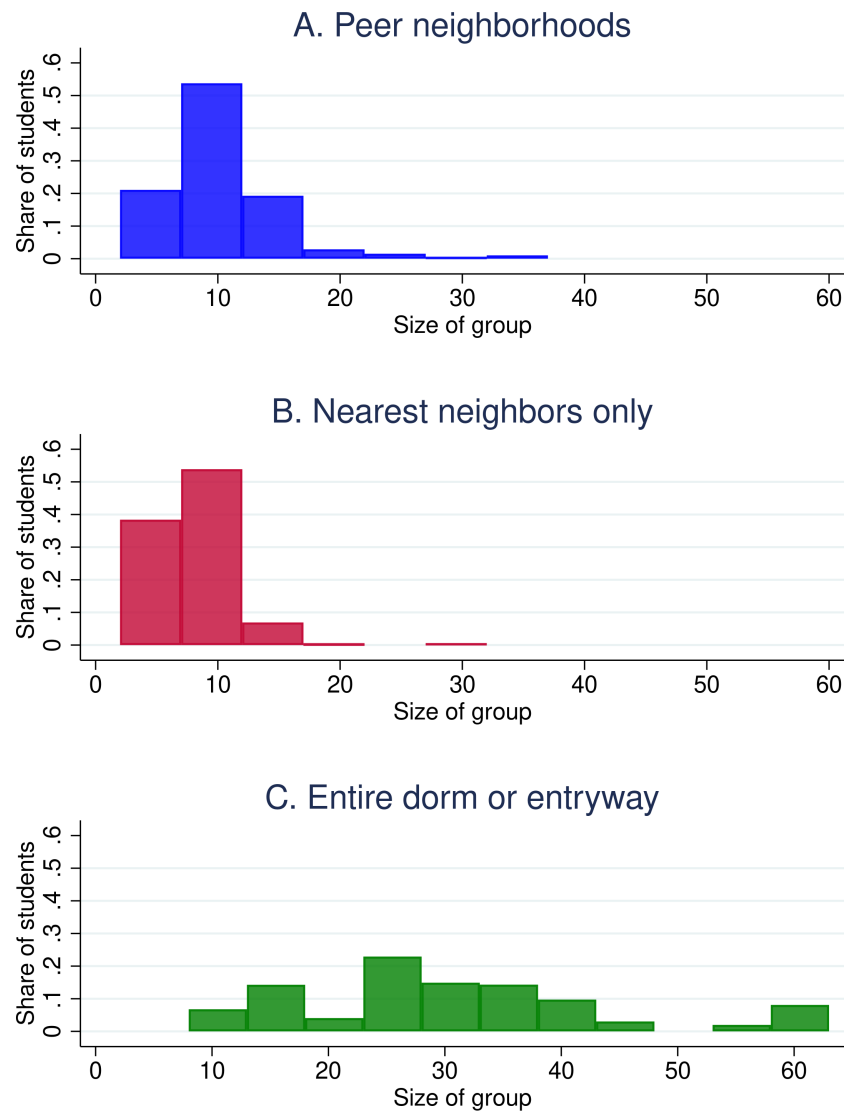 A. Peer neighborhoods
Share of students
0 .1 .2 .3 .4 .5 .6
0 10 20 30 40 50 60
Size of group
B. Nearest neighbors only
Share of students
0 .1 .2 .3 .4 .5 .6
0 10 20 30 40 50 60
Size of group
C. Entire dorm or entryway
Share of students
0 .1 .2 .3 .4 .5 .6
0 10 20 30 40 50 60
Size of group